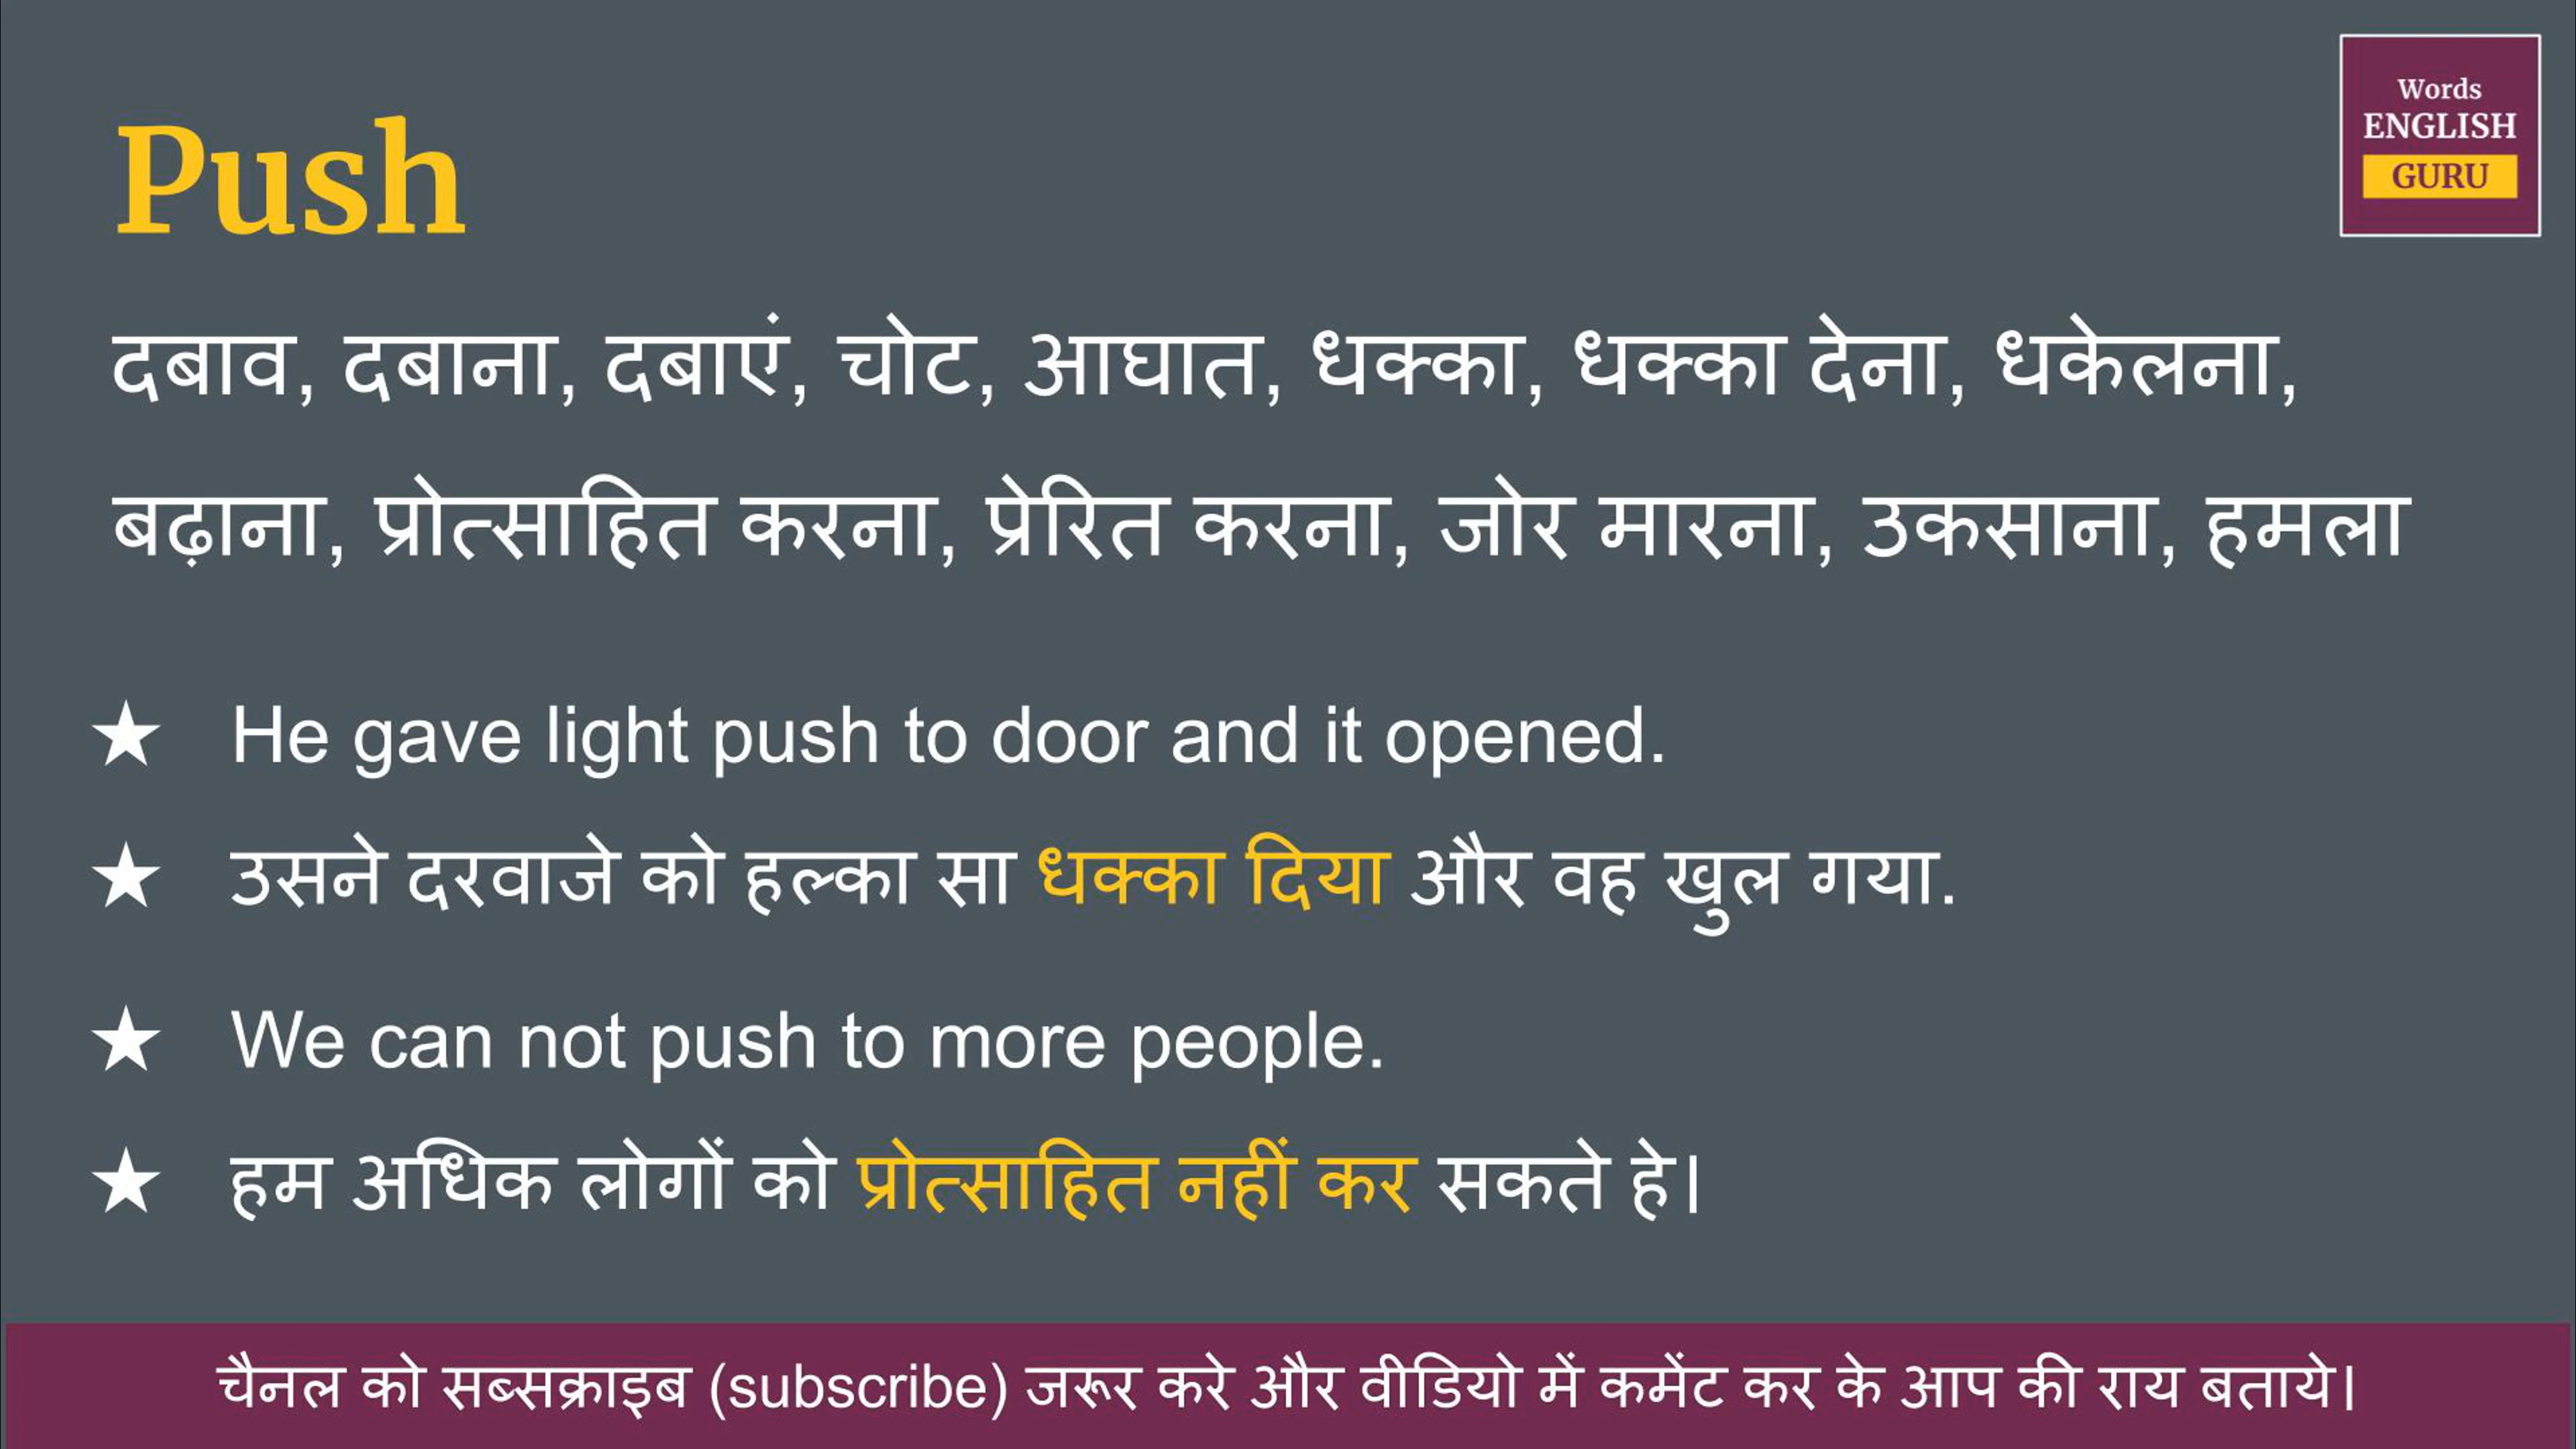 Words
ENGLISH
GURU
Push
दबाव, दबाना, दबाएं, चोट, आघात, धक्का, धक्का देना, धकेलना,
बढ़ाना, प्रोत्साहित करना, प्रेरित करना, जोर मारना, उकसाना, हमला
★ He gave light push to door and it opened.
★ उसने दरवाजे को हल्का सा धक्का दिया और वह खुल गया.
★ We can not push to more people.
★ हम अधिक लोगों को प्रोत्साहित नहीं कर सकते हे।
चैनल को सब्सक्राइब (subscribe) जरूर करे और वीडियो में कमेंट कर के आप की राय बताये।